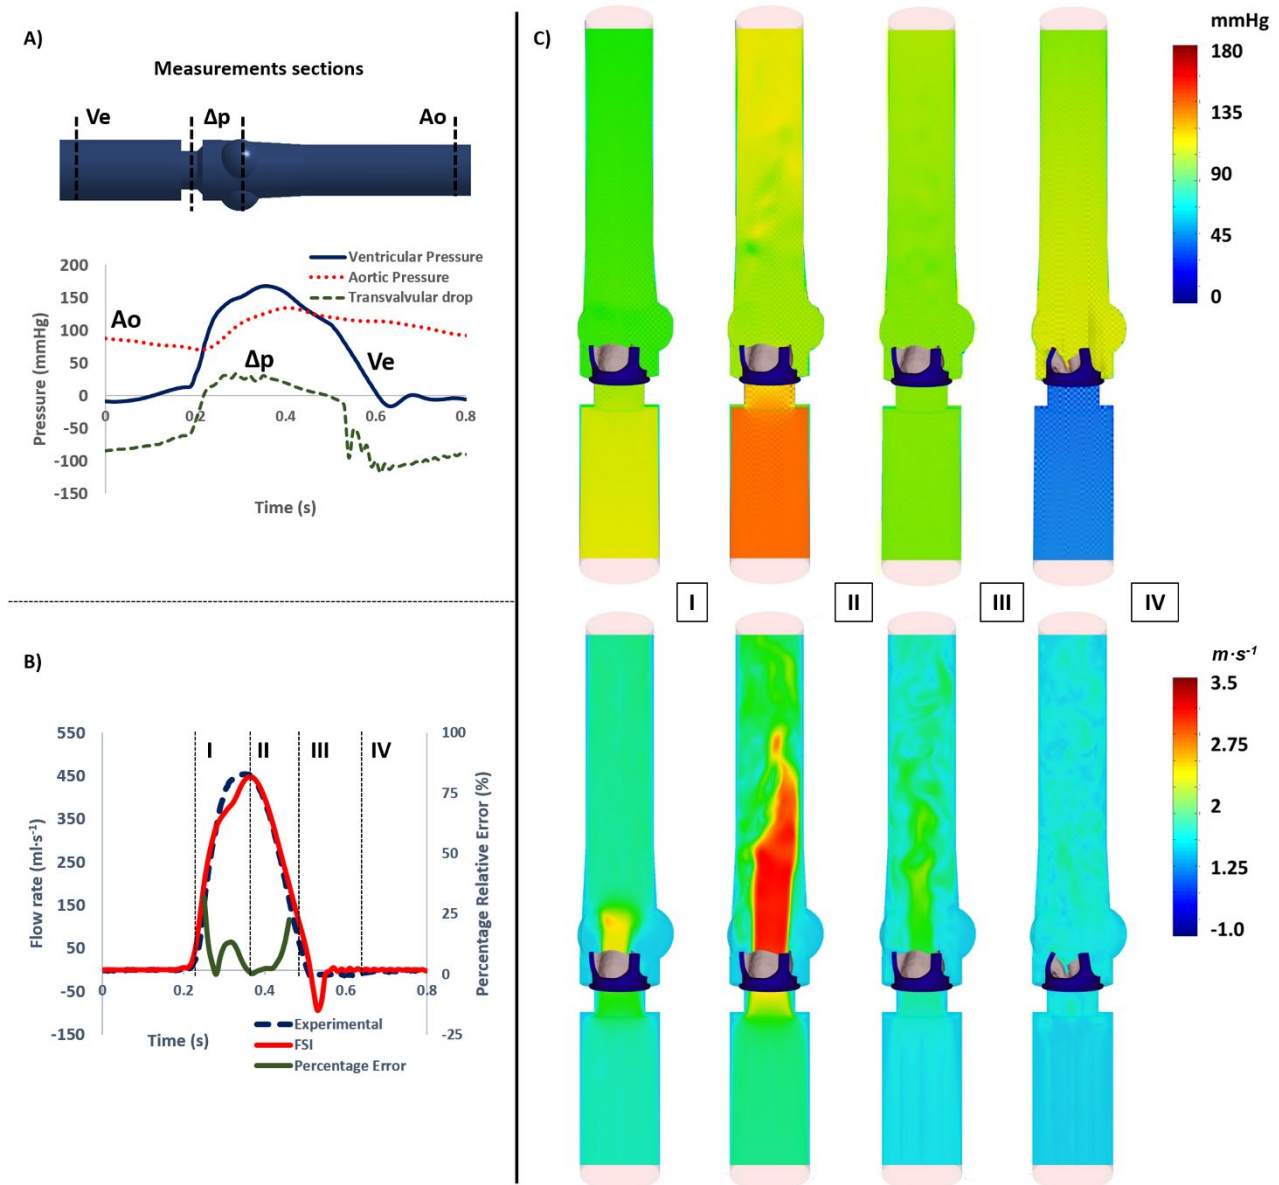 A)
Measurements sections
Ve
Δp
Ao
Ventricular Pressure
Aortic Pressure
Transvalvular drop
200
150
100
50
0
-50
-100
-150
Pressure (mmHg)
Ao
Δp
Ve
0
0.2
0.4
0.6
0.8
Time (s)
B)
550
450
350
250
150
50
-50
-150
Flow rate (ml·s⁻¹)
I
II
III
IV
100
75
50
25
0
-25
Percentage Relative Error (%)
0
0.2
0.4
0.6
0.8
Time (s)
Experimental
FSI
Percentage Error
C)
mmHg
180
135
90
45
0
I
II
III
IV
m·s⁻¹
3.5
2.75
2
1.25
-1.0